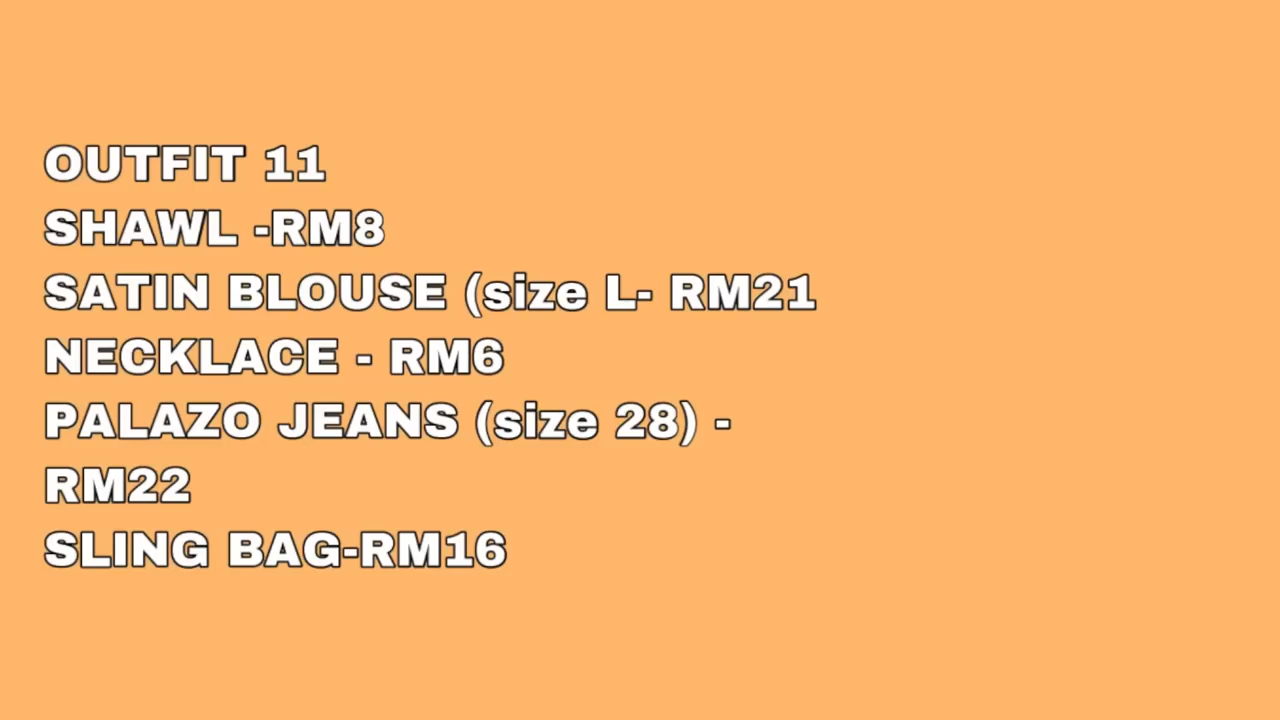 OUTFIT 11
SHAWL -RM8
SATIN BLOUSE (size L- RM21
NECKLACE - RM6
PALAZO JEANS (size 28) -
RM22
SLING BAG-RM16